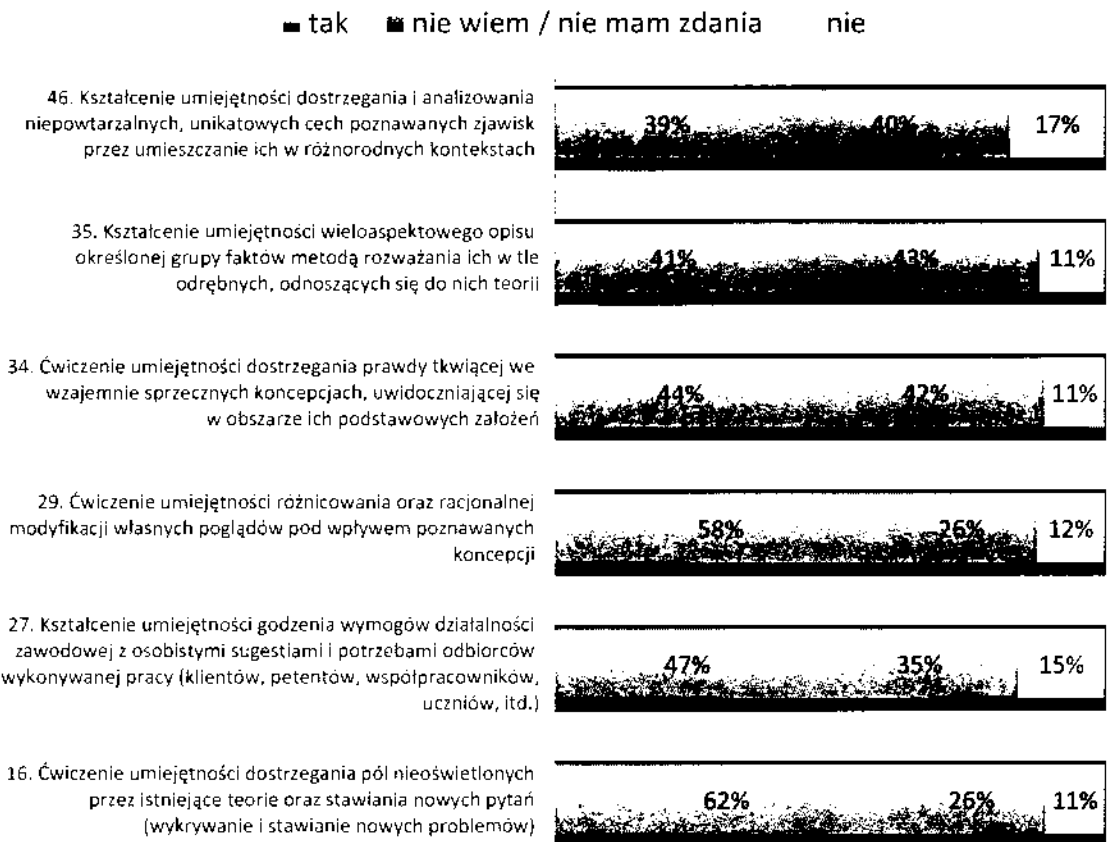 tak nie wiem / nie mam zdania nie
46. Kształcenie umiejętności dostrzegania i analizowania
niepowtarzalnych, unikatowych cech poznawanych zjawisk
przez umieszczanie ich w różnorodnych kontekstach
39% 40% 17%
35. Kształcenie umiejętności wieloaspektowego opisu
określonej grupy faktów metodą rozważania ich w tle
odrębnych, odnoszących się do nich teorii
41% 43% 11%
34. Ćwiczenie umiejętności dostrzegania prawdy tkwiącej we
wzajemnie sprzecznych koncepcjach, uwidoczniającej się
w obszarze ich podstawowych założeń
44% 42% 11%
29. Ćwiczenie umiejętności różnicowania oraz racjonalnej
modyfikacji własnych poglądów pod wpływem poznawanych
koncepcji
58% 26% 12%
27. Kształcenie umiejętności godzenia wymogów działalności
zawodowej z osobistymi sugestiami i potrzebami odbiorców
wykonywanej pracy (klientów, petentów, współpracowników,
uczniów, itd.)
47% 35% 15%
16. Ćwiczenie umiejętności dostrzegania pól nieoświetlonych
przez istniejące teorie oraz stawiania nowych pytań
(wykrywanie i stawianie nowych problemów)
62% 26% 11%